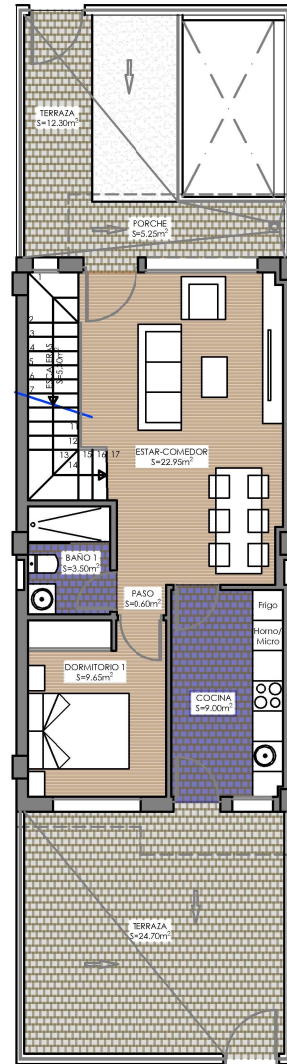 TERRAZA
S=12.30m²
PORCHE
S=5.25m²
1
2
3
4
5
6
7
ESCALERAS
11
12
13
14
15
16
17
ESTAR-COMEDOR
S=22.95m²
BAÑO 1
S=3.50m²
PASO
S=0.60m²
Frigo
Horno/
Micro
DORMITORIO 1
S=9.65m²
COCINA
S=9.00m²
TERRAZA
S=24.70m²